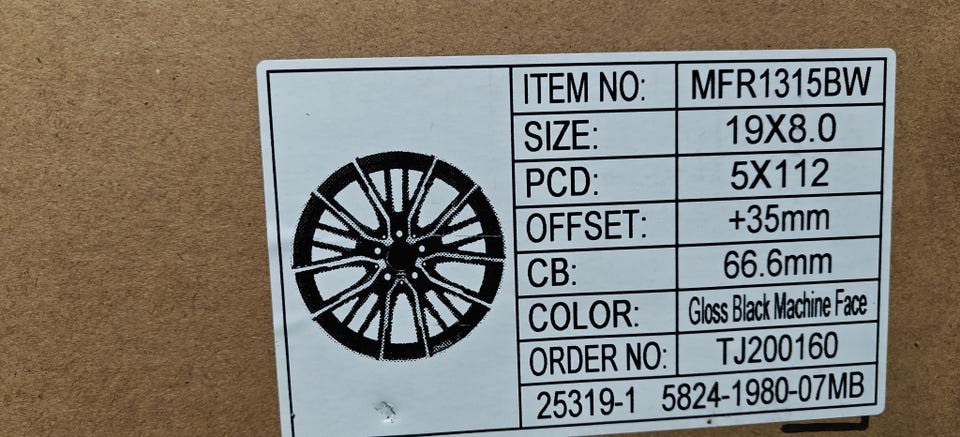 ITEM NO: MFR1315BW
SIZE: 19X8.0
PCD: 5X112
OFFSET: +35mm
CB: 66.6mm
COLOR: Gloss Black Machine Face
ORDER NO: TJ200160
25319-1 5824-1980-07MB